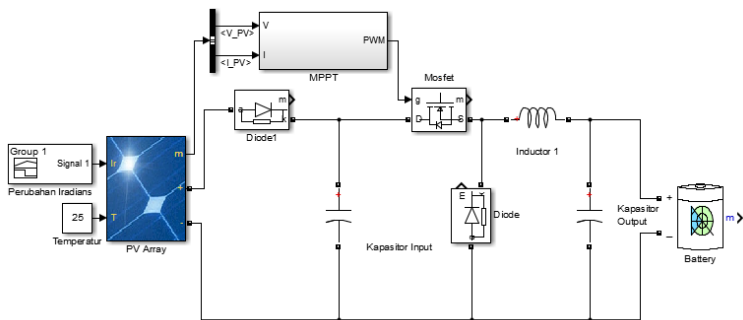 <V_PV>
<I_PV>
V
I
PWM
MPPT
Mosfet
g
m
D
S
m
a
k
Diode1
+
Inductor 1
Group 1
Signal 1
Perubahan Iradians
25
Temperatur
Ir
T
m
+
-
PV Array
+
Kapasitor Input
m
k
a
Diode
+
Kapasitor
Output
+
–
m
Battery